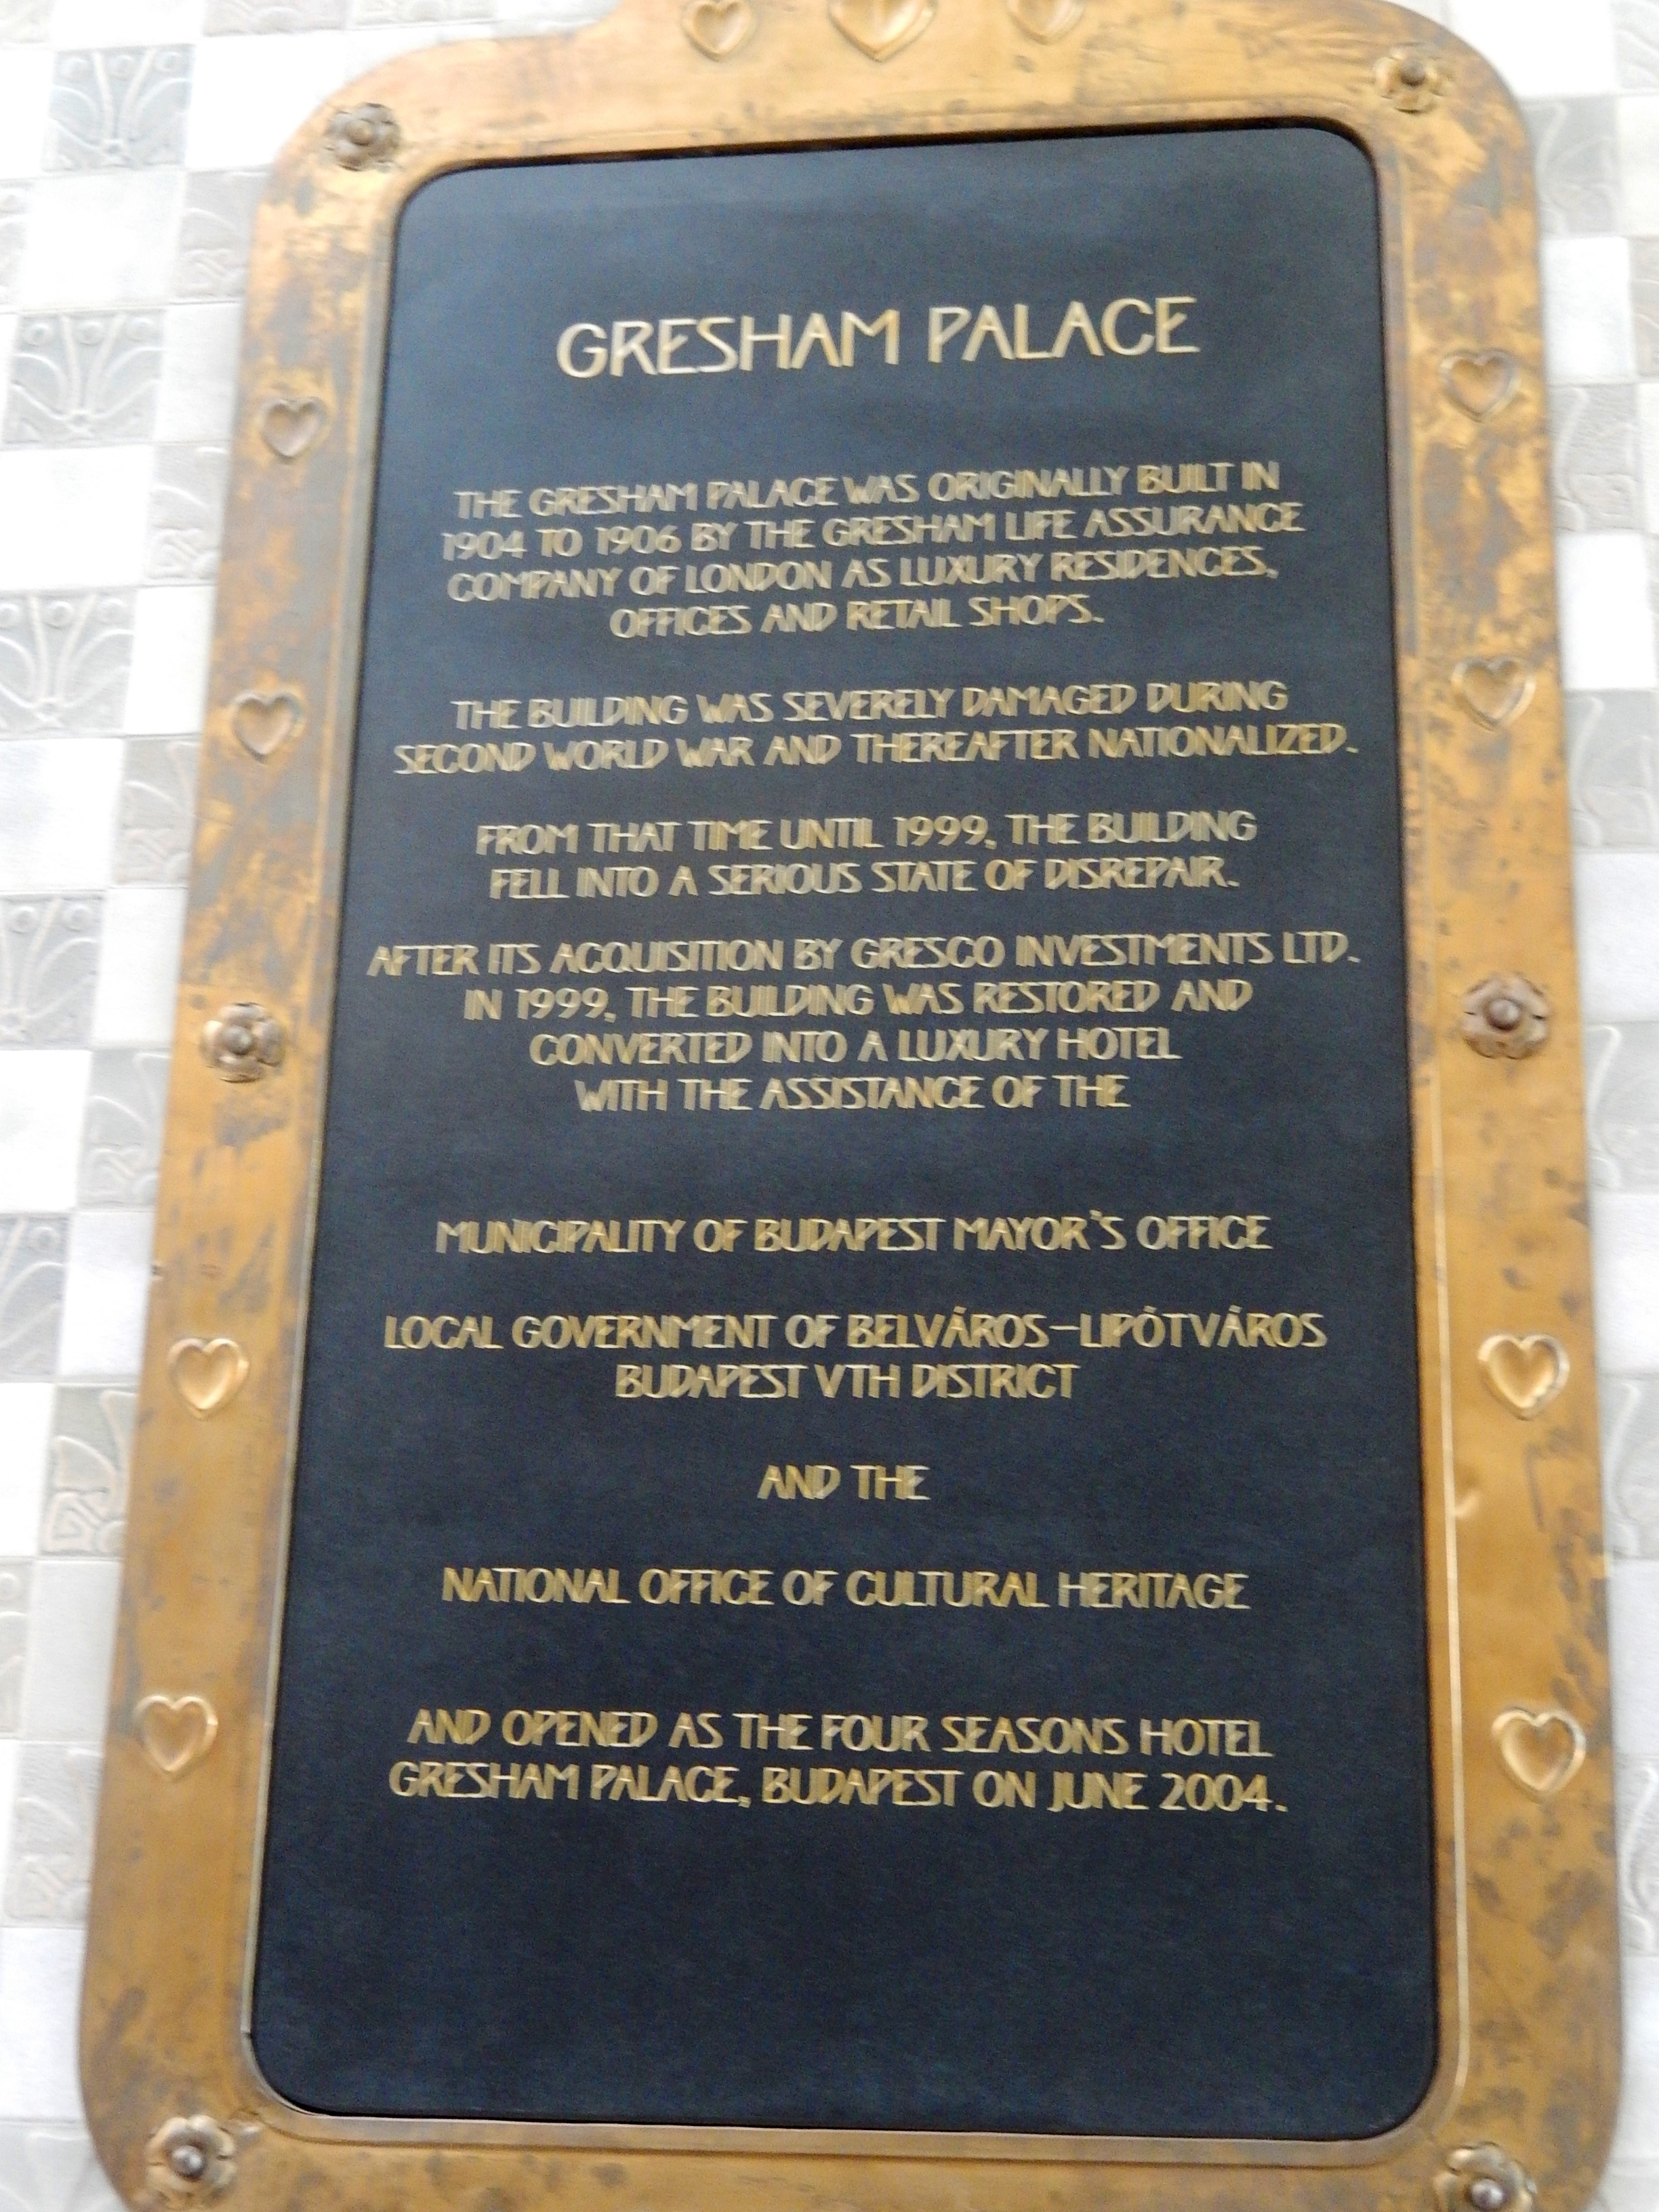 GRESHAM PALACE
THE GRESHAM PALACE WAS ORIGINALLY BUILT IN
1904 TO 1906 BY THE GRESHAM LIFE ASSURANCE
COMPANY OF LONDON AS LUXURY RESIDENCES,
OFFICES AND RETAIL SHOPS.
THE BUILDING WAS SEVERELY DAMAGED DURING
SECOND WORLD WAR AND THEREAFTER NATIONALIZED.
FROM THAT TIME UNTIL 1999, THE BUILDING
FELL INTO A SERIOUS STATE OF DISREPAIR.
AFTER ITS ACQUISITION BY GRESCO INVESTMENTS LTD.
IN 1999, THE BUILDING WAS RESTORED AND
CONVERTED INTO A LUXURY HOTEL
WITH THE ASSISTANCE OF THE
MUNICIPALITY OF BUDAPEST MAYOR'S OFFICE
LOCAL GOVERNMENT OF BELVÁROS–LIPÓTVÁROS
BUDAPEST VTH DISTRICT
AND THE
NATIONAL OFFICE OF CULTURAL HERITAGE
AND OPENED AS THE FOUR SEASONS HOTEL
GRESHAM PALACE, BUDAPEST ON JUNE 2004.